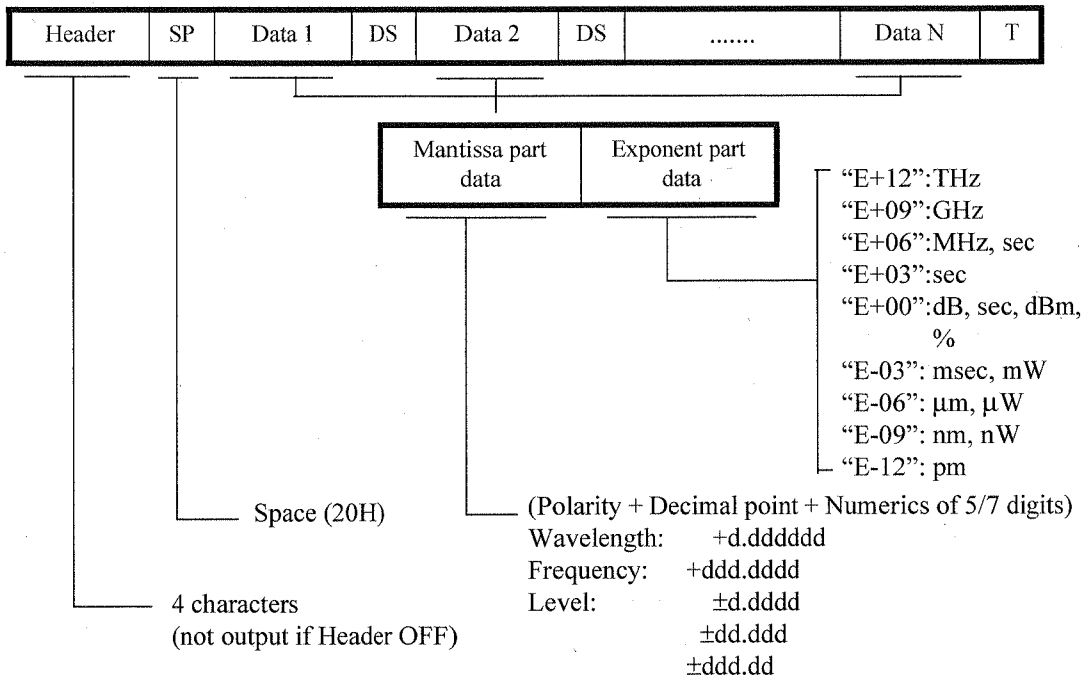 Header SP Data 1 DS Data 2 DS ....... Data N T
Mantissa part data
Exponent part data
“E+12”:THz
“E+09”:GHz
“E+06”:MHz, sec
“E+03”:sec
“E+00”:dB, sec, dBm,
%
“E-03”: msec, mW
“E-06”: μm, μW
“E-09”: nm, nW
“E-12”: pm
Space (20H)
(Polarity + Decimal point + Numerics of 5/7 digits)
Wavelength: +d.dddddd
Frequency: +ddd.dddd
Level: ±d.dddd
±dd.ddd
±ddd.dd
4 characters
(not output if Header OFF)